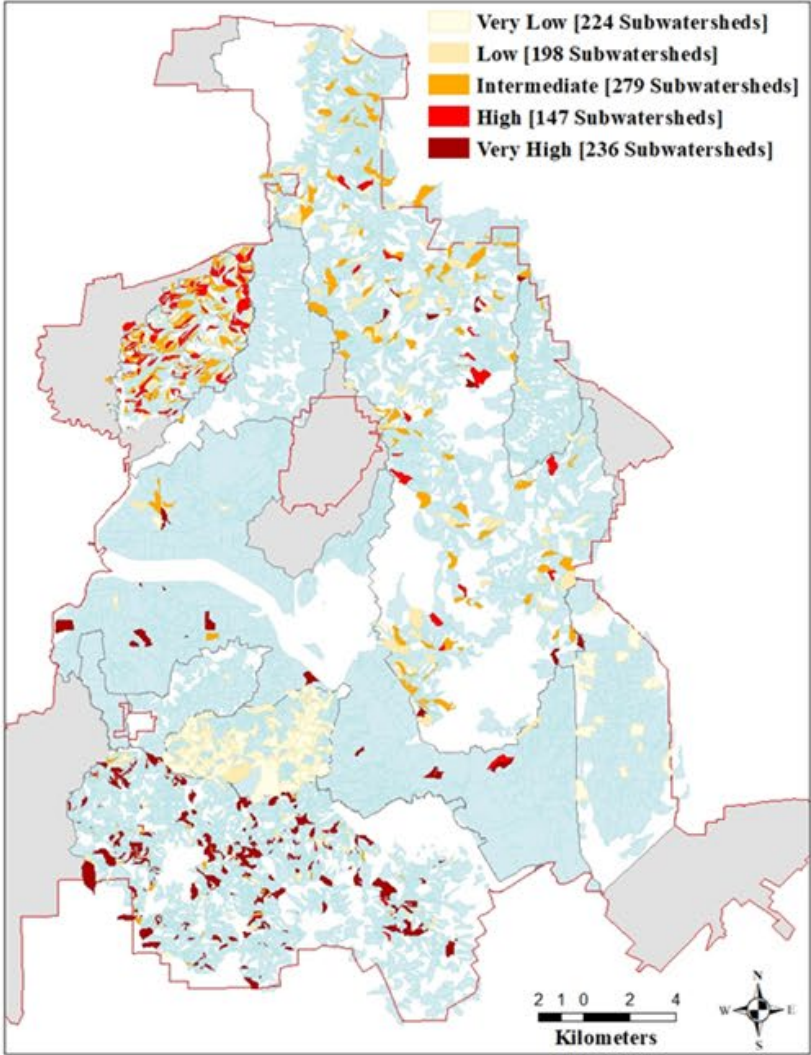 Very Low [224 Subwatersheds]
Low [198 Subwatersheds]
Intermediate [279 Subwatersheds]
High [147 Subwatersheds]
Very High [236 Subwatersheds]
N
W E
S
2 1 0 2 4
Kilometers